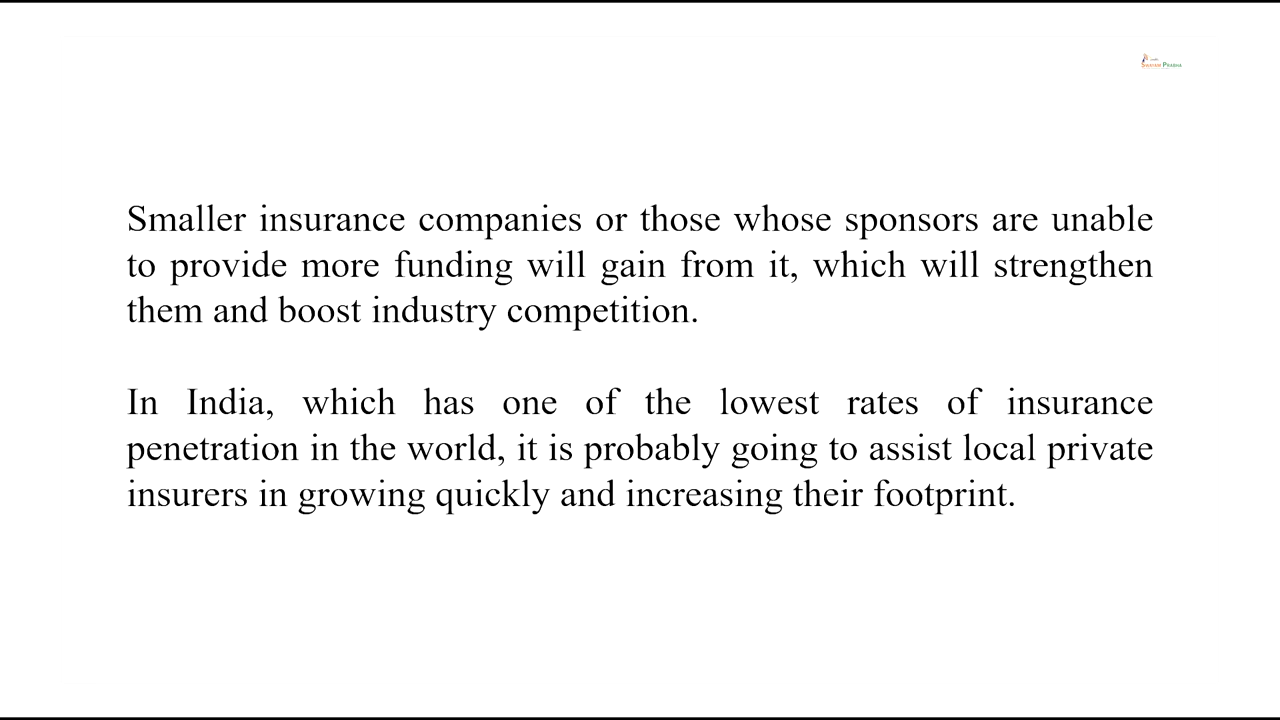 SWAYAM PRABHA
Smaller insurance companies or those whose sponsors are unable
to provide more funding will gain from it, which will strengthen
them and boost industry competition.
In India, which has one of the lowest rates of insurance
penetration in the world, it is probably going to assist local private
insurers in growing quickly and increasing their footprint.